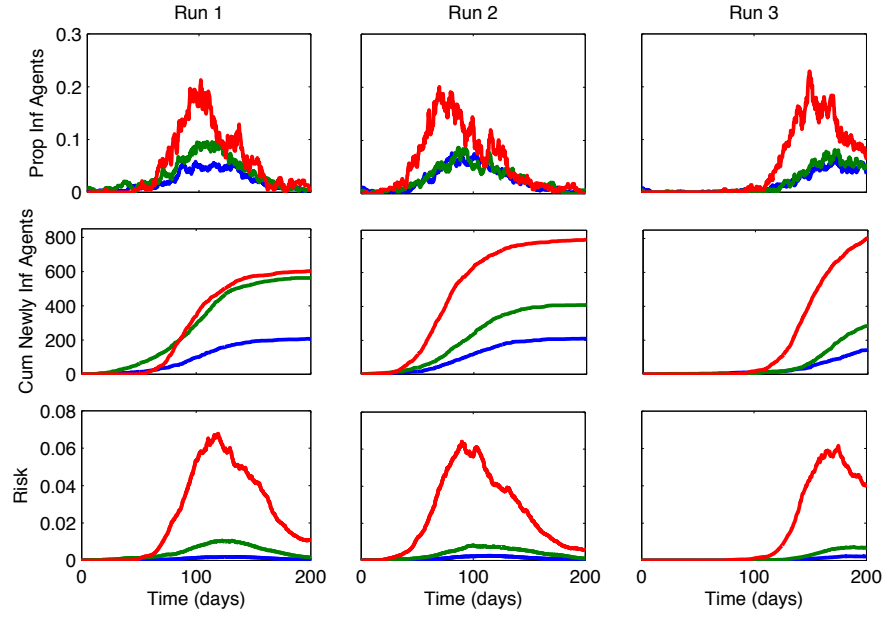 Run 1
Run 2
Run 3
Prop Inf Agents
0.3
0.2
0.1
0
Cum Newly Inf Agents
800
600
400
200
0
Risk
0.08
0.06
0.04
0.02
0
0 100 200
0 100 200
0 100 200
Time (days)
Time (days)
Time (days)